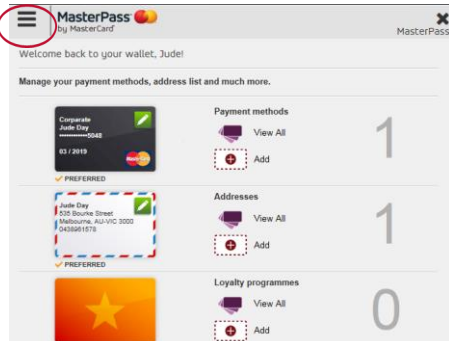 MasterPass
by MasterCard
MasterPass
Welcome back to your wallet, Jude!
Manage your payment methods, address list and much more.
Corparate
Jude Day
••••••••••••5048
03 / 2019
MasterCard
PREFERRED
Payment methods
View All
Add
1
Jude Day
535 Bourke Street
Melbourne, AU-VIC 3000
0438961578
PREFERRED
Addresses
View All
Add
1
Loyalty programmes
View All
Add
0